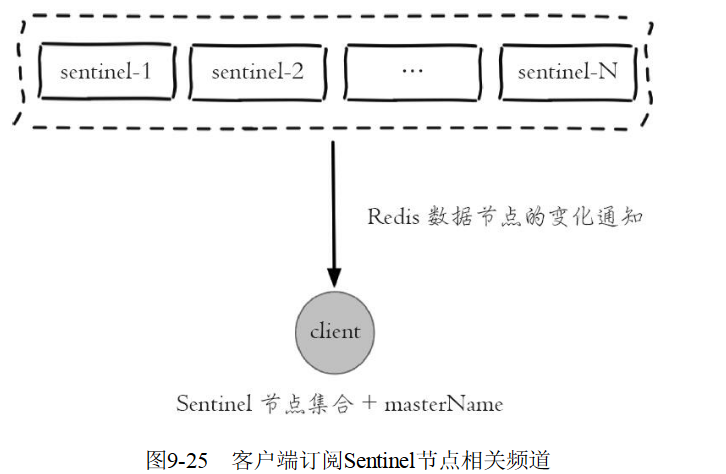 sentinel-1 sentinel-2 … sentinel-N
Redis 数据节点的变化通知
client
Sentinel 节点集合 + masterName
图9-25 客户端订阅Sentinel节点相关频道